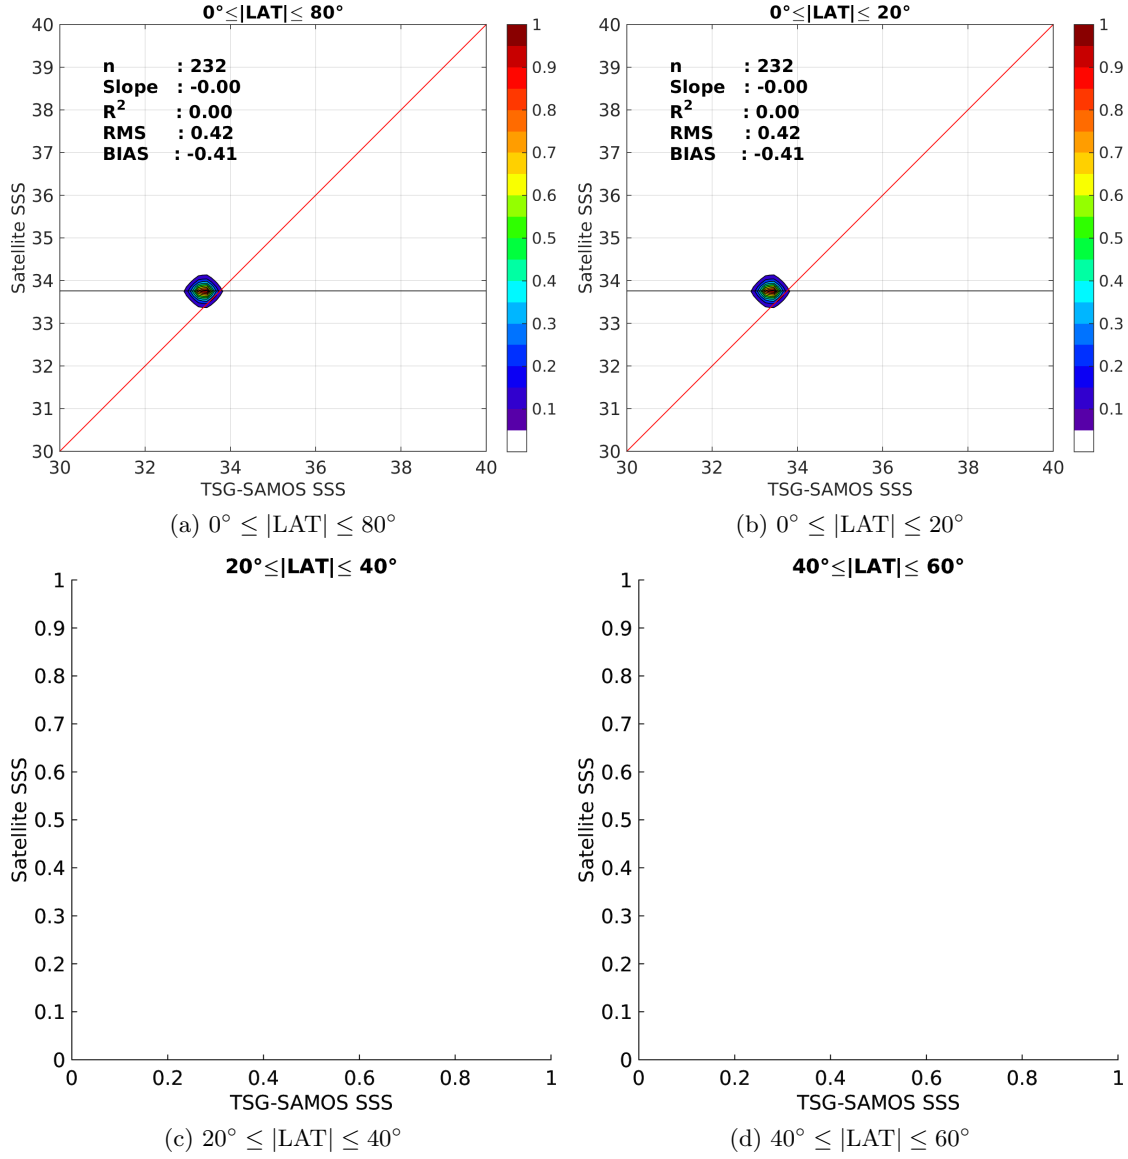 0°≤|LAT|≤ 80°
40
39
38
37
36
35
34
33
32
31
30
Satellite SSS
n : 232
Slope : -0.00
R² : 0.00
RMS : 0.42
BIAS : -0.41
30 32 34 36 38 40
TSG-SAMOS SSS
1
0.9
0.8
0.7
0.6
0.5
0.4
0.3
0.2
0.1
(a) 0° ≤ |LAT| ≤ 80°
0°≤|LAT|≤ 20°
40
39
38
37
36
35
34
33
32
31
30
Satellite SSS
n : 232
Slope : -0.00
R² : 0.00
RMS : 0.42
BIAS : -0.41
30 32 34 36 38 40
TSG-SAMOS SSS
1
0.9
0.8
0.7
0.6
0.5
0.4
0.3
0.2
0.1
(b) 0° ≤ |LAT| ≤ 20°
20°≤|LAT|≤ 40°
1
0.9
0.8
0.7
0.6
0.5
0.4
0.3
0.2
0.1
0
Satellite SSS
0 0.2 0.4 0.6 0.8 1
TSG-SAMOS SSS
(c) 20° ≤ |LAT| ≤ 40°
40°≤|LAT|≤ 60°
1
0.9
0.8
0.7
0.6
0.5
0.4
0.3
0.2
0.1
0
Satellite SSS
0 0.2 0.4 0.6 0.8 1
TSG-SAMOS SSS
(d) 40° ≤ |LAT| ≤ 60°